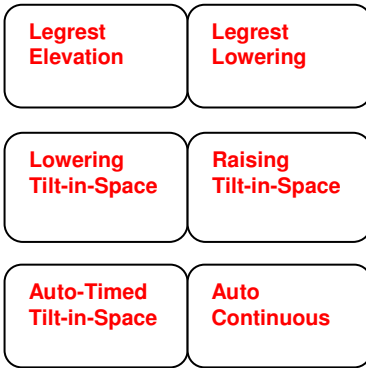 Legrest
Elevation
Legrest
Lowering
Lowering
Tilt-in-Space
Raising
Tilt-in-Space
Auto-Timed
Tilt-in-Space
Auto
Continuous